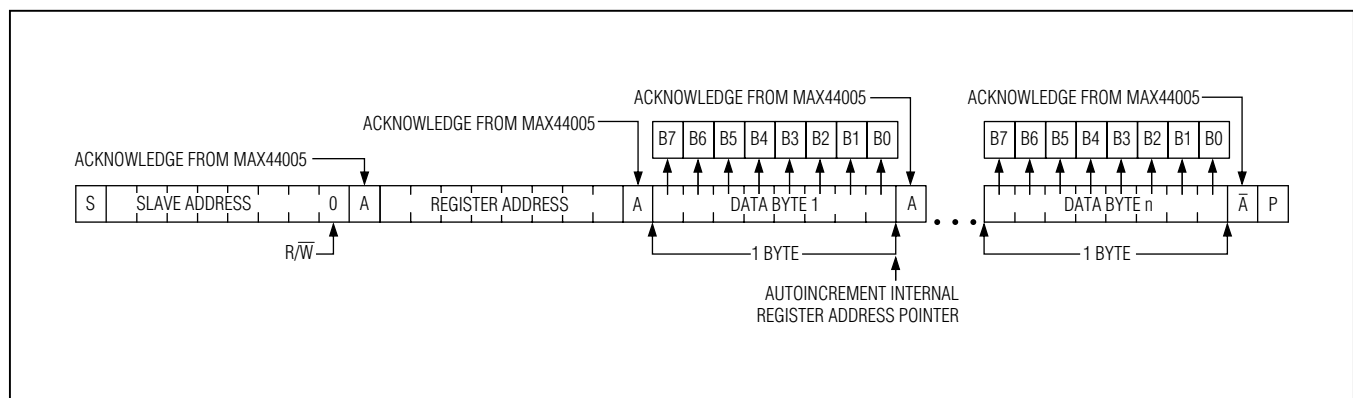 ACKNOWLEDGE FROM MAX44005
ACKNOWLEDGE FROM MAX44005
ACKNOWLEDGE FROM MAX44005
ACKNOWLEDGE FROM MAX44005
B7 B6 B5 B4 B3 B2 B1 B0
B7 B6 B5 B4 B3 B2 B1 B0
S SLAVE ADDRESS 0 A REGISTER ADDRESS A DATA BYTE 1 A • • • DATA BYTE n A̅ P
R/W̅
1 BYTE
1 BYTE
AUTOINCREMENT INTERNAL
REGISTER ADDRESS POINTER